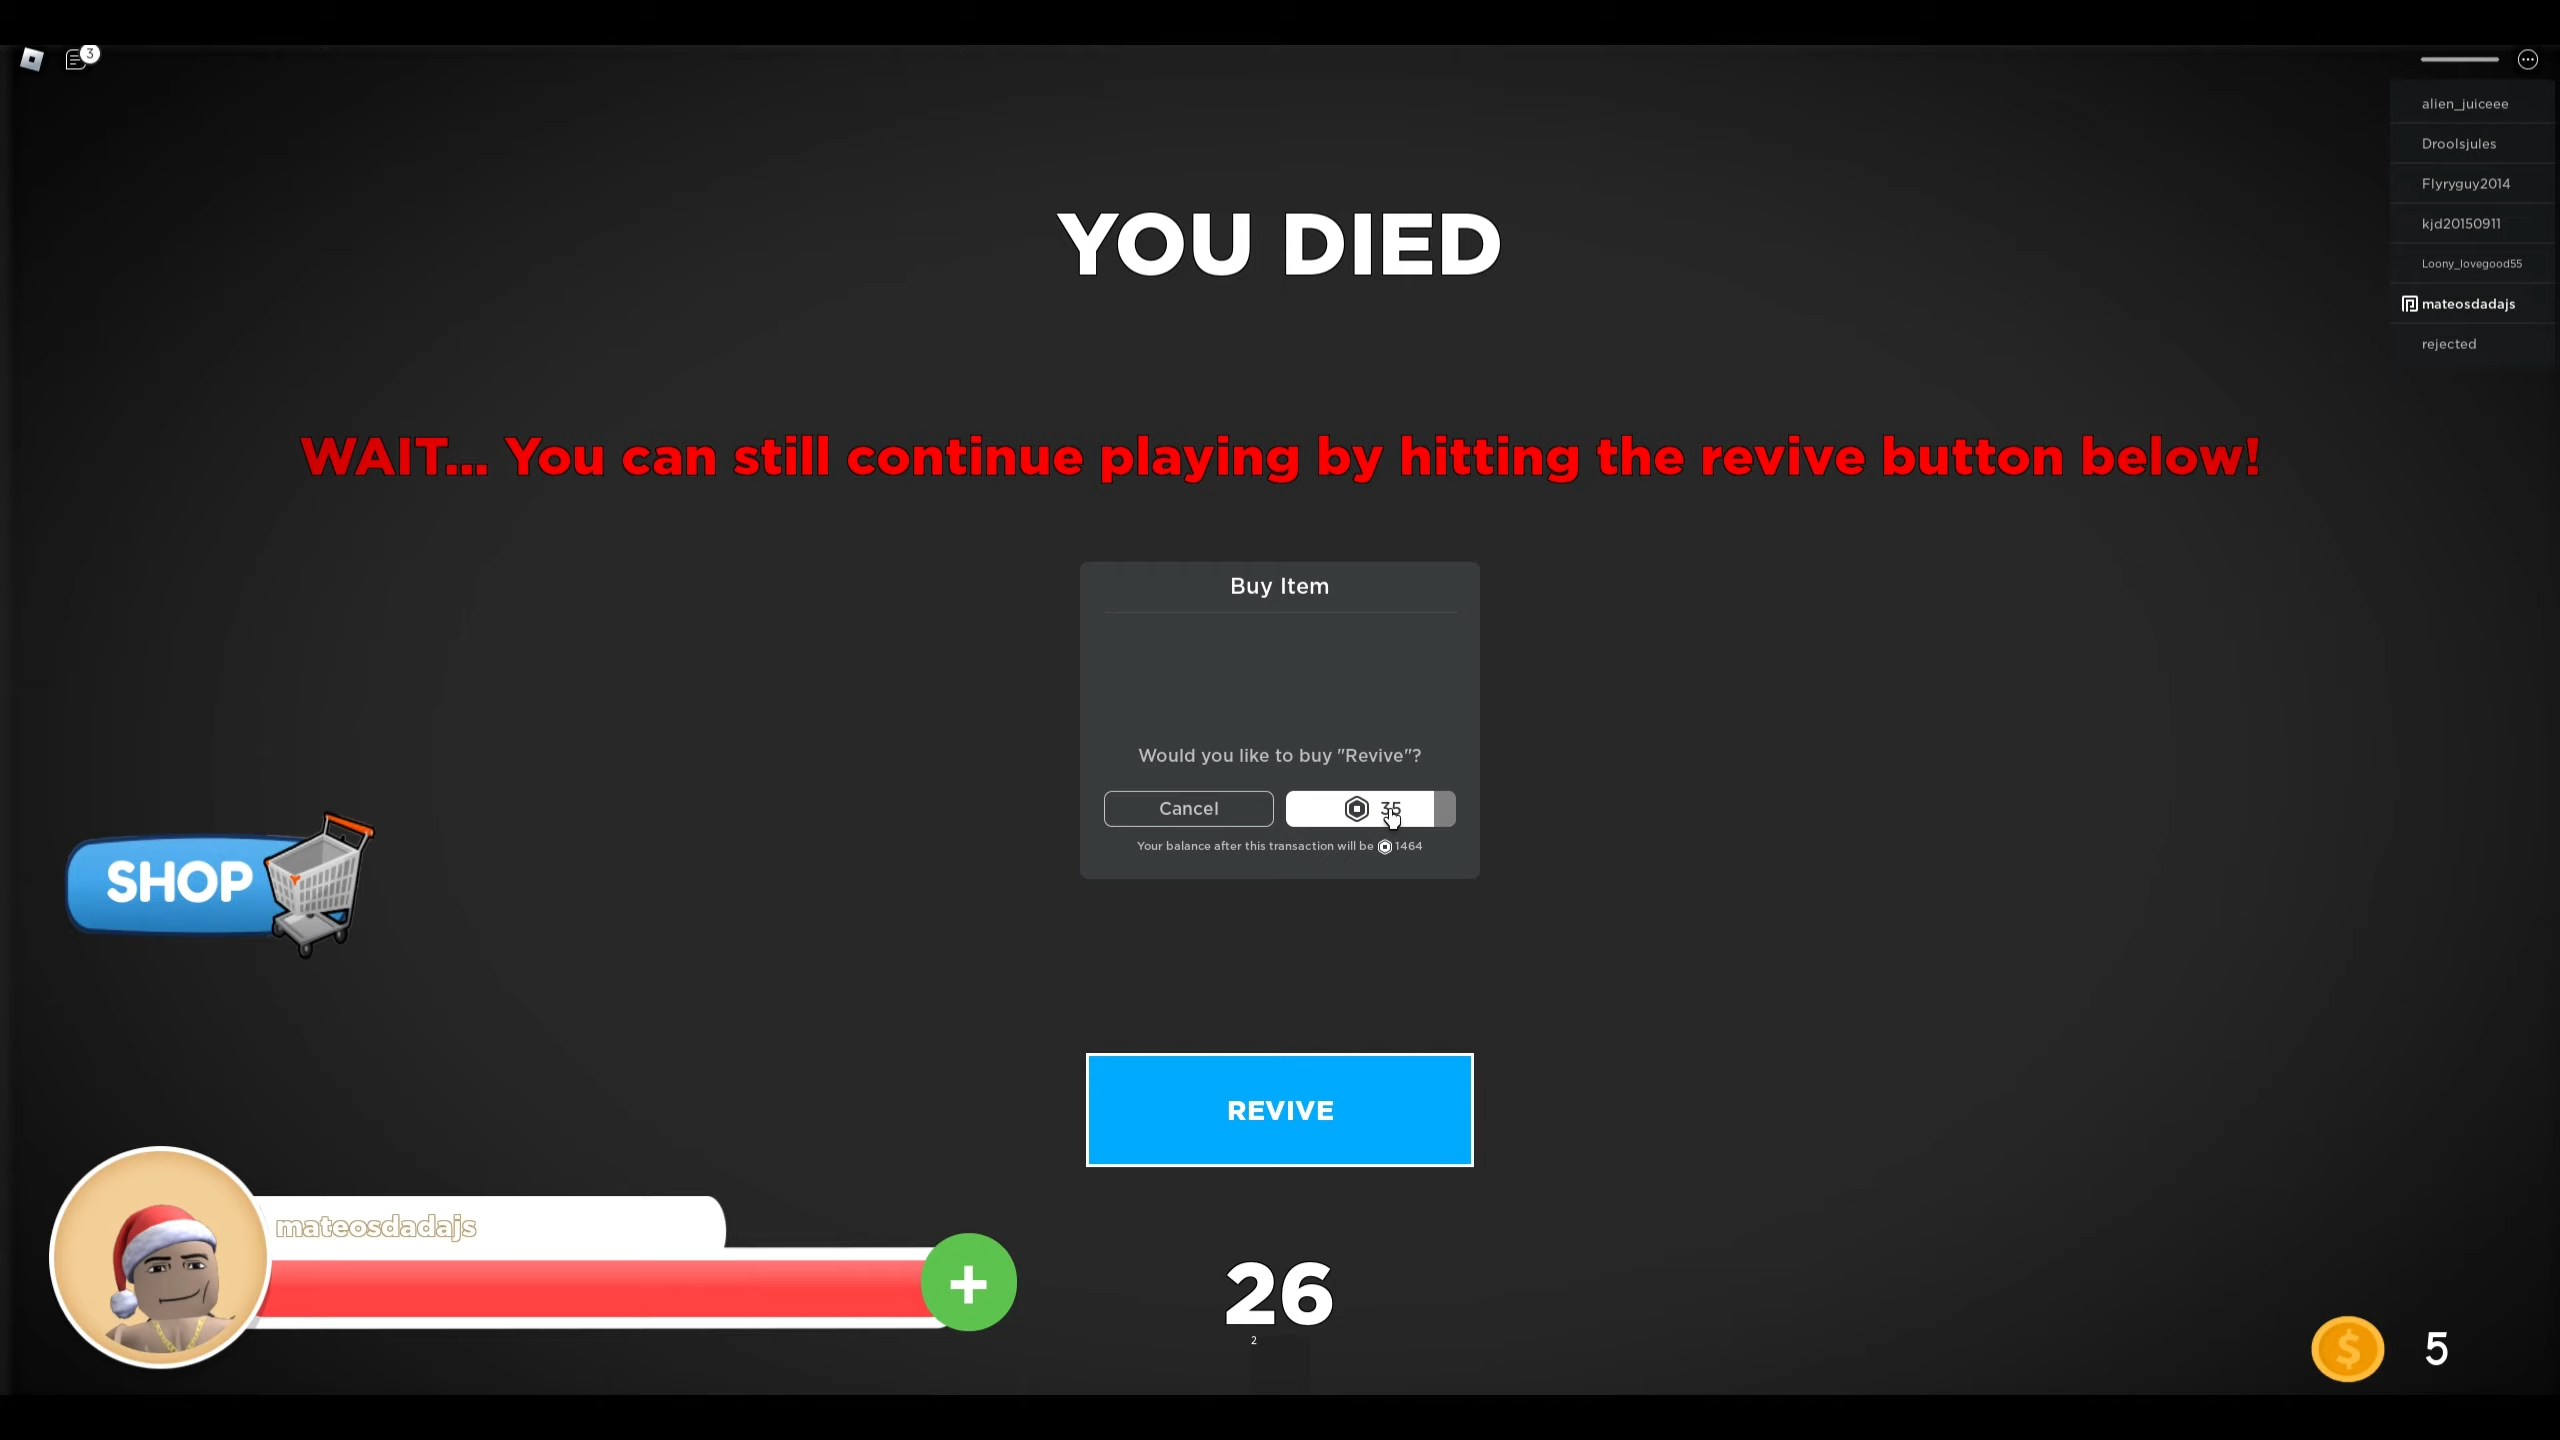 3
alien_juiceee
Droolsjules
Flyryguy2014
kjd20150911
Loony_lovegood55
mateosdadajs
rejected
YOU DIED
WAIT... You can still continue playing by hitting the revive button below!
Buy Item
Would you like to buy "Revive"?
Cancel
35
Your balance after this transaction will be 1464
SHOP
REVIVE
mateosdadajs
+
26
2
$ 5